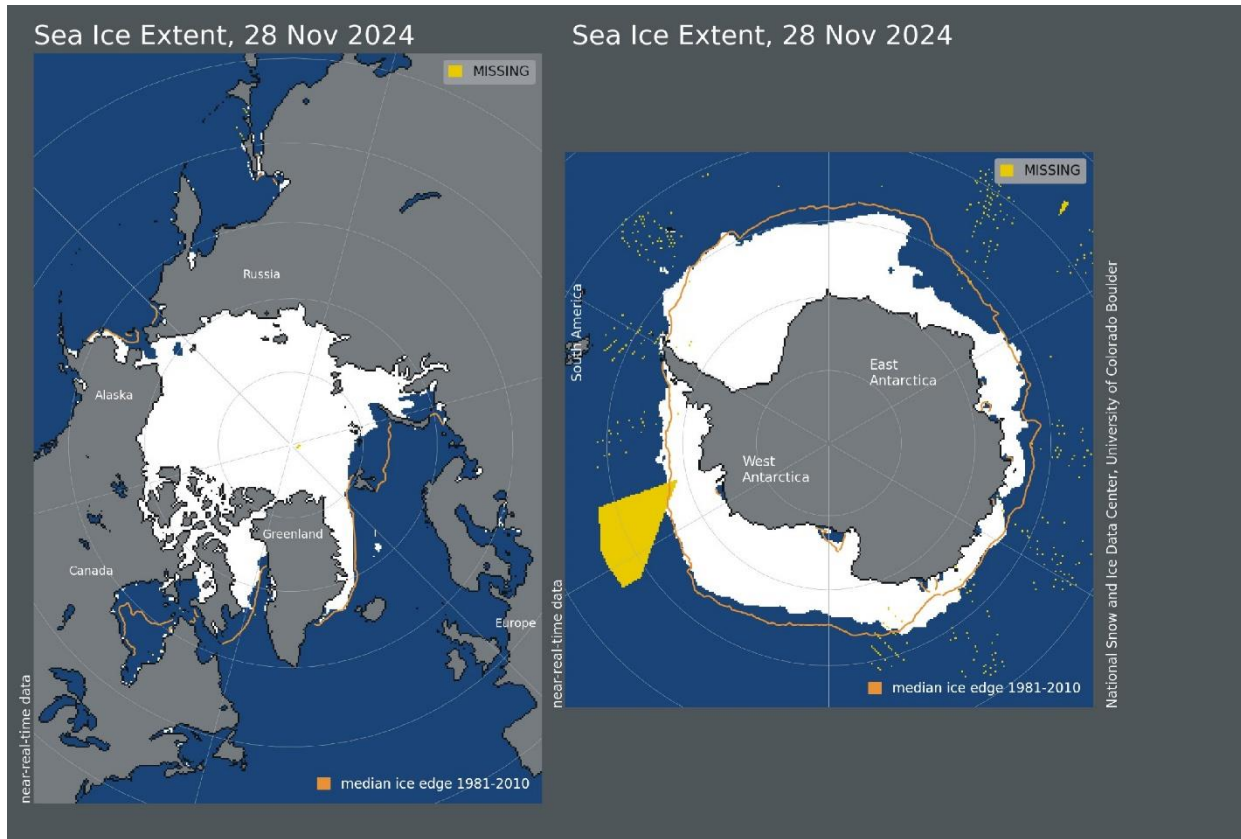 Sea Ice Extent, 28 Nov 2024
MISSING
Russia
Alaska
Greenland
Canada
Europe
near-real-time data
median ice edge 1981-2010
Sea Ice Extent, 28 Nov 2024
MISSING
South America
East
Antarctica
West
Antarctica
near-real-time data
median ice edge 1981-2010
National Snow and Ice Data Center, University of Colorado Boulder